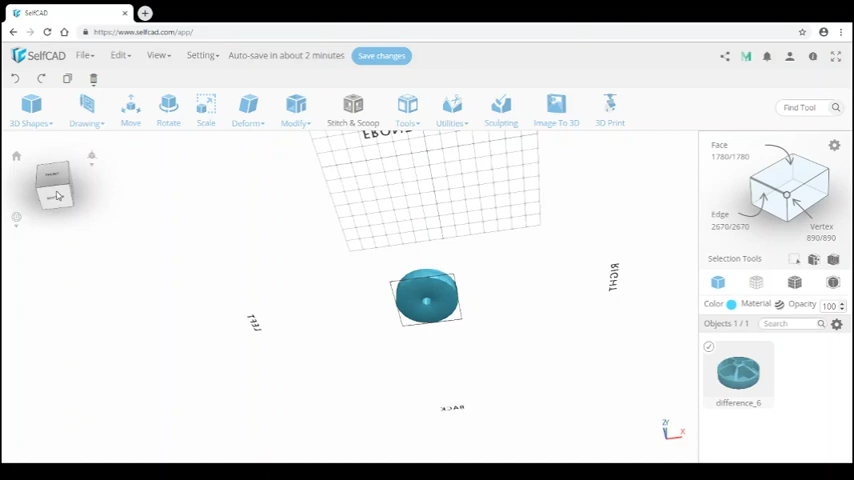 SelfCAD
https://www.selfcad.com/app/
SelfCAD File Edit View Setting Auto-save in about 2 minutes Save changes
3D Shapes Drawing Move Rotate Scale Deform Modify Stitch & Scoop Tools Utilities Sculpting Image To 3D 3D Print Find Tool
FRONT
FRONT
RIGHT
LEFT
BACK
ZY
X
Face
1780/1780
Edge
2670/2670
Vertex
890/890
Selection Tools
Color Material Opacity 100
Objects 1 / 1 Search
difference_6